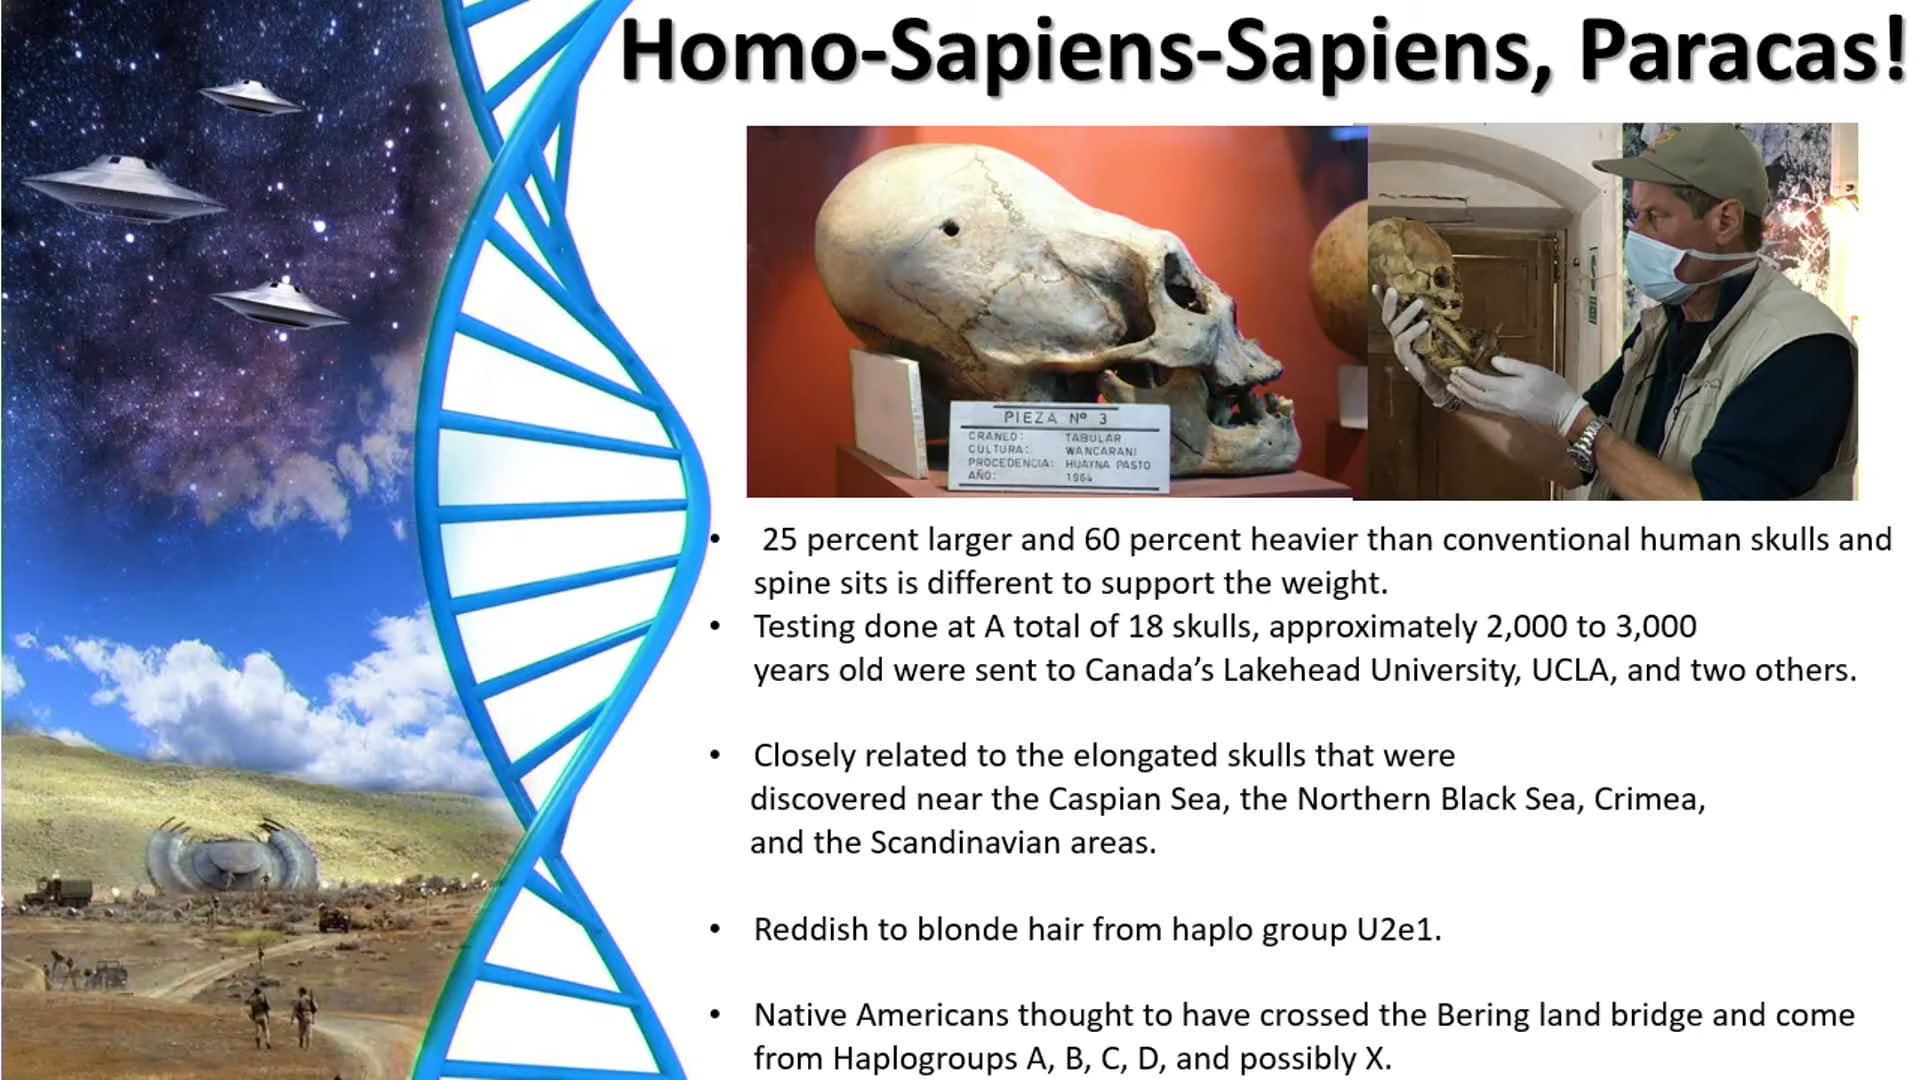 Homo-Sapiens-Sapiens, Paracas!
PIEZA Nº 3
CRANEO: TABULAR
CULTURA: WANCARANI
PROCEDENCIA: HUAYNA PASTO
AÑO: 1964
• 25 percent larger and 60 percent heavier than conventional human skulls and
spine sits is different to support the weight.
• Testing done at A total of 18 skulls, approximately 2,000 to 3,000
years old were sent to Canada’s Lakehead University, UCLA, and two others.
• Closely related to the elongated skulls that were
discovered near the Caspian Sea, the Northern Black Sea, Crimea,
and the Scandinavian areas.
• Reddish to blonde hair from haplo group U2e1.
• Native Americans thought to have crossed the Bering land bridge and come
from Haplogroups A, B, C, D, and possibly X.